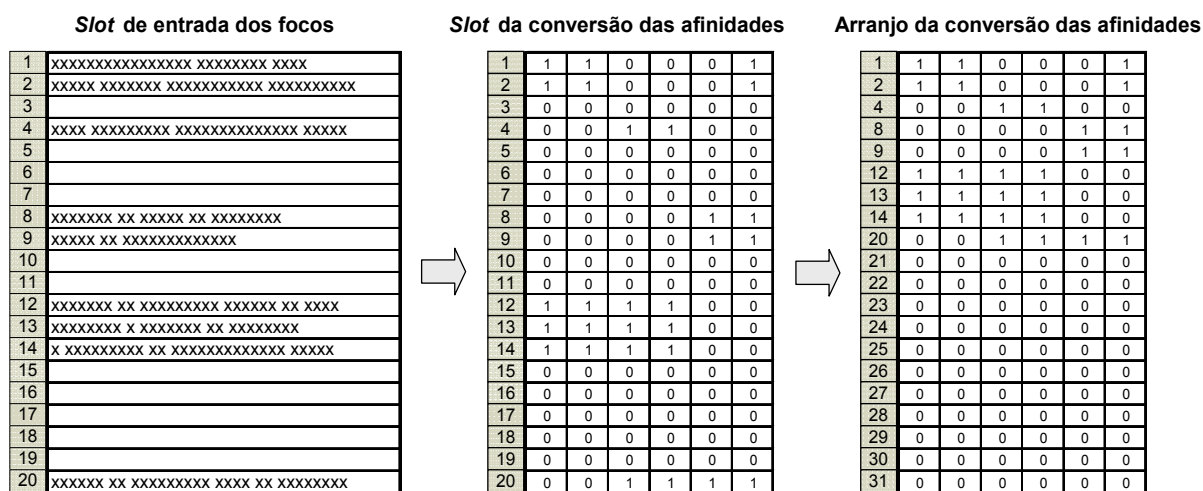 Slot de entrada dos focos
1 xxxxxxxxxxxxxxxx xxxxxxxx xxxx
2 xxxxx xxxxxxx xxxxxxxxxxx xxxxxxxxxx
3
4 xxxx xxxxxxxxx xxxxxxxxxxxxxx xxxxx
5
6
7
8 xxxxxxx xx xxxxx xx xxxxxxxx
9 xxxxx xx xxxxxxxxxxxxx
10
11
12 xxxxxxx xx xxxxxxxxx xxxxxx xx xxxx
13 xxxxxxxx x xxxxxxx xx xxxxxxxx
14 x xxxxxxxxx xx xxxxxxxxxxxxx xxxxx
15
16
17
18
19
20 xxxxxx xx xxxxxxxxx xxxx xx xxxxxxxx
Slot da conversão das afinidades
1 1 1 0 0 0 1
2 1 1 0 0 0 1
3 0 0 0 0 0 0
4 0 0 1 1 0 0
5 0 0 0 0 0 0
6 0 0 0 0 0 0
7 0 0 0 0 0 0
8 0 0 0 0 1 1
9 0 0 0 0 1 1
10 0 0 0 0 0 0
11 0 0 0 0 0 0
12 1 1 1 1 0 0
13 1 1 1 1 0 0
14 1 1 1 1 0 0
15 0 0 0 0 0 0
16 0 0 0 0 0 0
17 0 0 0 0 0 0
18 0 0 0 0 0 0
19 0 0 0 0 0 0
20 0 0 1 1 1 1
Arranjo da conversão das afinidades
1 1 1 0 0 0 1
2 1 1 0 0 0 1
4 0 0 1 1 0 0
8 0 0 0 0 1 1
9 0 0 0 0 1 1
12 1 1 1 1 0 0
13 1 1 1 1 0 0
14 1 1 1 1 0 0
20 0 0 1 1 1 1
21 0 0 0 0 0 0
22 0 0 0 0 0 0
23 0 0 0 0 0 0
24 0 0 0 0 0 0
25 0 0 0 0 0 0
26 0 0 0 0 0 0
27 0 0 0 0 0 0
28 0 0 0 0 0 0
29 0 0 0 0 0 0
30 0 0 0 0 0 0
31 0 0 0 0 0 0